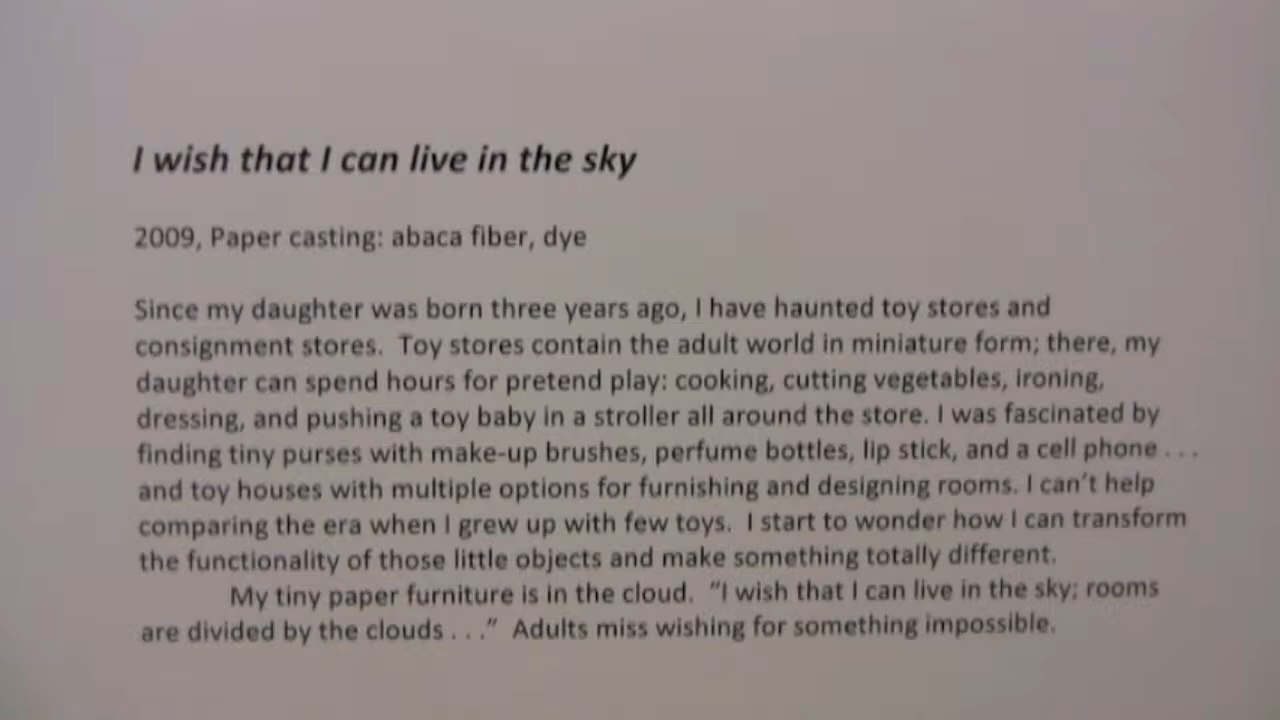 I wish that I can live in the sky
2009, Paper casting: abaca fiber, dye
Since my daughter was born three years ago, I have haunted toy stores and
consignment stores.  Toy stores contain the adult world in miniature form; there, my
daughter can spend hours for pretend play: cooking, cutting vegetables, ironing,
dressing, and pushing a toy baby in a stroller all around the store. I was fascinated by
finding tiny purses with make-up brushes, perfume bottles, lip stick, and a cell phone . . .
and toy houses with multiple options for furnishing and designing rooms. I can’t help
comparing the era when I grew up with few toys.  I start to wonder how I can transform
the functionality of those little objects and make something totally different.
My tiny paper furniture is in the cloud.  “I wish that I can live in the sky; rooms
are divided by the clouds . . .”  Adults miss wishing for something impossible.